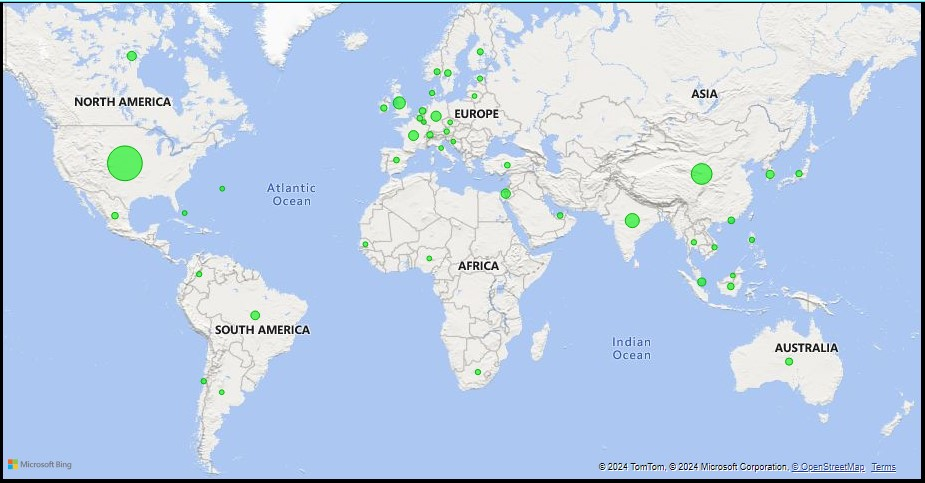 NORTH AMERICA
ASIA
EUROPE
Atlantic
Ocean
AFRICA
SOUTH AMERICA
Indian
Ocean
AUSTRALIA
Microsoft Bing
© 2024 TomTom, © 2024 Microsoft Corporation, © OpenStreetMap Terms